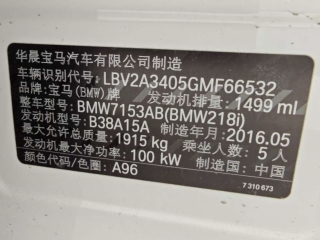 华晨宝马汽车有限公司制造
车辆识别代号: LBV2A3405GMF66532
品牌: 宝马(BMW)牌 发动机排量: 1499 ml
整车型号: BMW7153AB(BMW218i)
发动机型号: B38A15A 制造年月: 2016.05
最大允许总质量: 1915 kg 乘坐人数: 5 人
最大净功率: 100 kW 制造国: 中国
颜色代码/色圈: A96
7 310 673